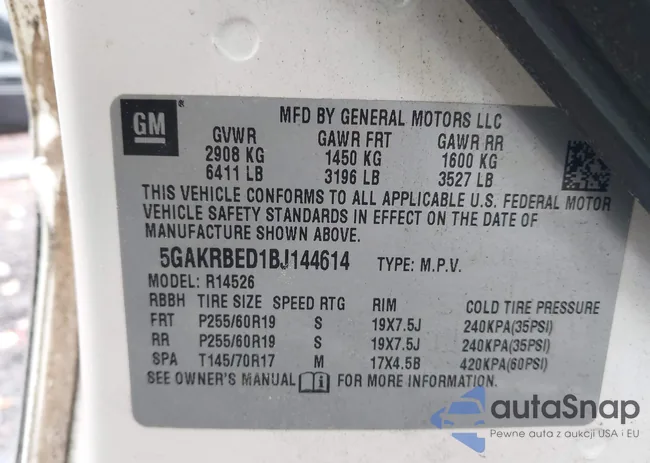 GM
MFD BY GENERAL MOTORS LLC
GVWR GAWR FRT GAWR RR
2908 KG 1450 KG 1600 KG
6411 LB 3196 LB 3527 LB
THIS VEHICLE CONFORMS TO ALL APPLICABLE U.S. FEDERAL MOTOR
VEHICLE SAFETY STANDARDS IN EFFECT ON THE DATE OF
MANUFACTURE SHOWN ABOVE.
5GAKRBED1BJ144614 TYPE: M.P.V.
MODEL: R14526
RBBH TIRE SIZE SPEED RTG RIM COLD TIRE PRESSURE
FRT P255/60R19 S 19X7.5J 240KPA(35PSI)
RR P255/60R19 S 19X7.5J 240KPA(35PSI)
SPA T145/70R17 M 17X4.5B 420KPA(60PSI)
SEE OWNER'S MANUAL FOR MORE INFORMATION.
autaSnap
Pewne auta z aukcji USA i EU